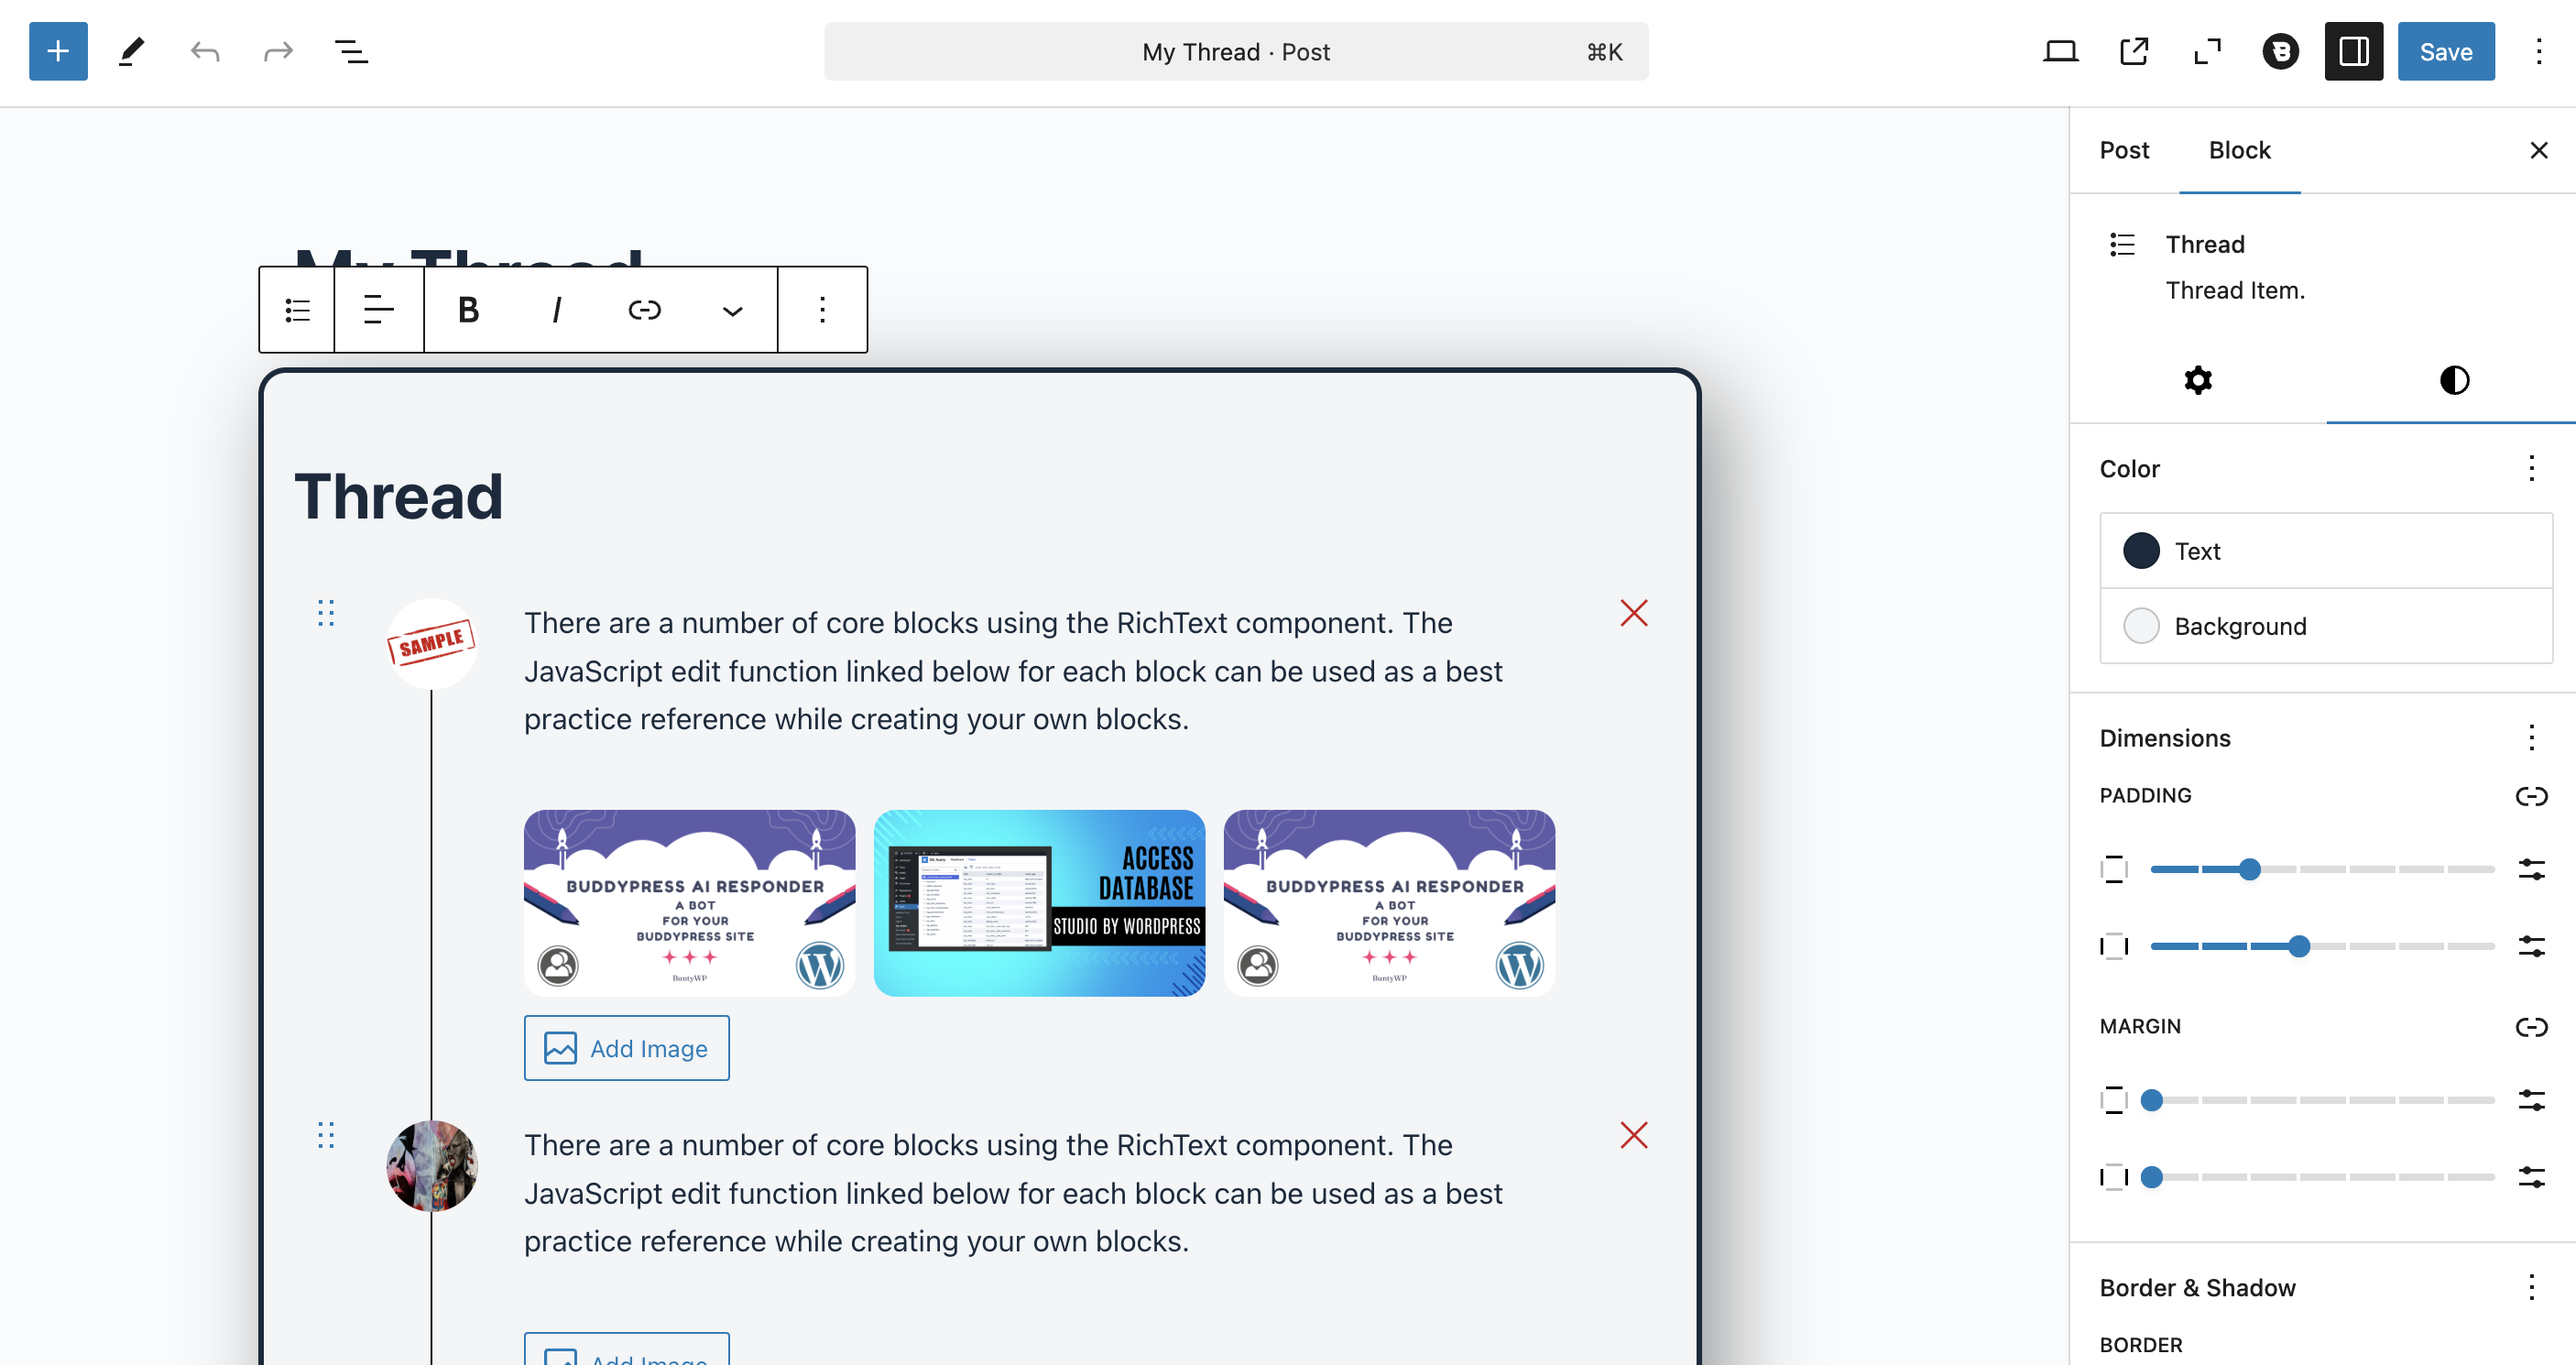 My Thread · Post
⌘K
Save
Post
Block
Thread
Thread Item.
My Thread
B
I
Color
Text
Background
Thread
SAMPLE
There are a number of core blocks using the RichText component. The
JavaScript edit function linked below for each block can be used as a best
practice reference while creating your own blocks.
Dimensions
PADDING
BUDDYPRESS AI RESPONDER
A BOT
FOR YOUR
BUDDYPRESS SITE
BuntyWP
ACCESS
DATABASE
STUDIO BY WORDPRESS
BUDDYPRESS AI RESPONDER
A BOT
FOR YOUR
BUDDYPRESS SITE
BuntyWP
MARGIN
Add Image
There are a number of core blocks using the RichText component. The
JavaScript edit function linked below for each block can be used as a best
practice reference while creating your own blocks.
Border & Shadow
BORDER
Add Image